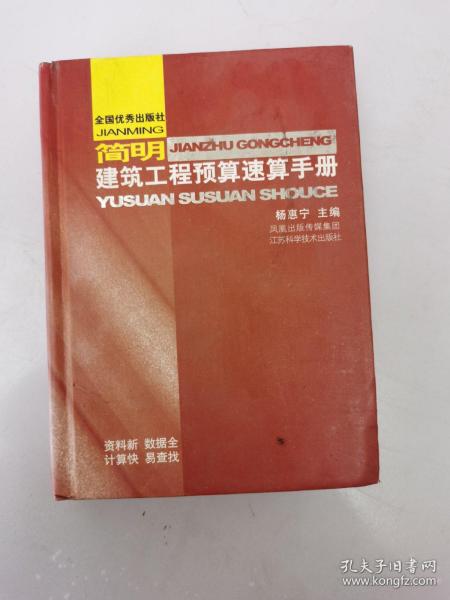 全国优秀出版社
JIANMING
简明
JIANZHU GONGCHENG
建筑工程预算速算手册
YUSUAN SUSUAN SHOUCE
杨惠宁 主编
凤凰出版传媒集团
江苏科学技术出版社
资料新 数据全
计算快 易查找
孔夫子旧书网
www.kongfz.com